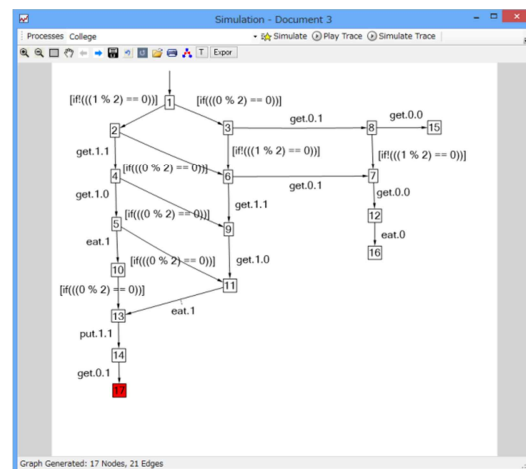 Simulation - Document 3
Processes College
Simulate Play Trace Simulate Trace
T Expor
[if!(((1 % 2) == 0))] 1 [if(((0 % 2) == 0))]
2 3 get.0.1 8 get.0.0 15
get.1.1 [if!(((1 % 2) == 0))] [if!(((1 % 2) == 0))]
[if(((0 % 2) == 0))]
4 6 get.0.1 7
get.1.0 get.1.1 get.0.0
[if(((0 % 2) == 0))] 12
5 9
eat.1 eat.0
[if(((0 % 2) == 0))] get.1.0 16
10
[if(((0 % 2) == 0))] 11
13 eat.1
put.1.1
14
get.0.1
17
Graph Generated: 17 Nodes, 21 Edges